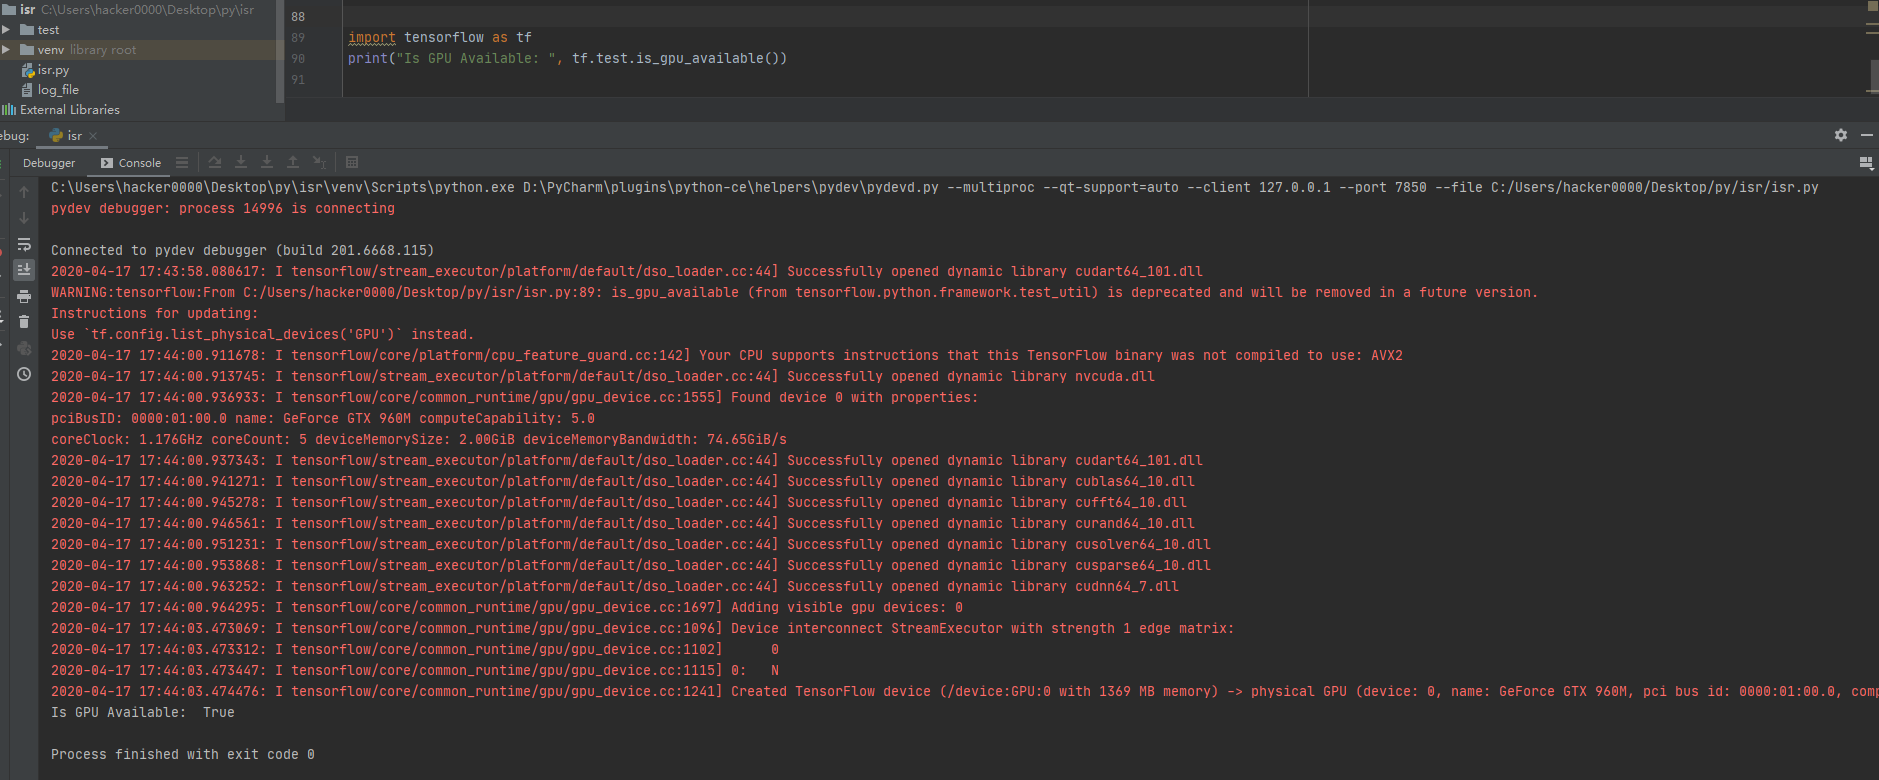 isr C:\Users\hacker0000\Desktop\py\isr
test
venv library root
isr.py
log_file
External Libraries
88
89 import tensorflow as tf
90 print("Is GPU Available: ", tf.test.is_gpu_available())
91
ebug: isr
Debugger Console
C:\Users\hacker0000\Desktop\py\isr\venv\Scripts\python.exe D:\PyCharm\plugins\python-ce\helpers\pydev\pydevd.py --multiproc --qt-support=auto --client 127.0.0.1 --port 7850 --file C:/Users/hacker0000/Desktop/py/isr/isr.py
pydev debugger: process 14996 is connecting
Connected to pydev debugger (build 201.6668.115)
2020-04-17 17:43:58.080617: I tensorflow/stream_executor/platform/default/dso_loader.cc:44] Successfully opened dynamic library cudart64_101.dll
WARNING:tensorflow:From C:/Users/hacker0000/Desktop/py/isr/isr.py:89: is_gpu_available (from tensorflow.python.framework.test_util) is deprecated and will be removed in a future version.
Instructions for updating:
Use `tf.config.list_physical_devices('GPU')` instead.
2020-04-17 17:44:00.911678: I tensorflow/core/platform/cpu_feature_guard.cc:142] Your CPU supports instructions that this TensorFlow binary was not compiled to use: AVX2
2020-04-17 17:44:00.913745: I tensorflow/stream_executor/platform/default/dso_loader.cc:44] Successfully opened dynamic library nvcuda.dll
2020-04-17 17:44:00.936933: I tensorflow/core/common_runtime/gpu/gpu_device.cc:1555] Found device 0 with properties:
pciBusID: 0000:01:00.0 name: GeForce GTX 960M computeCapability: 5.0
coreClock: 1.176GHz coreCount: 5 deviceMemorySize: 2.00GiB deviceMemoryBandwidth: 74.65GiB/s
2020-04-17 17:44:00.937343: I tensorflow/stream_executor/platform/default/dso_loader.cc:44] Successfully opened dynamic library cudart64_101.dll
2020-04-17 17:44:00.941271: I tensorflow/stream_executor/platform/default/dso_loader.cc:44] Successfully opened dynamic library cublas64_10.dll
2020-04-17 17:44:00.945278: I tensorflow/stream_executor/platform/default/dso_loader.cc:44] Successfully opened dynamic library cufft64_10.dll
2020-04-17 17:44:00.946561: I tensorflow/stream_executor/platform/default/dso_loader.cc:44] Successfully opened dynamic library curand64_10.dll
2020-04-17 17:44:00.951231: I tensorflow/stream_executor/platform/default/dso_loader.cc:44] Successfully opened dynamic library cusolver64_10.dll
2020-04-17 17:44:00.953868: I tensorflow/stream_executor/platform/default/dso_loader.cc:44] Successfully opened dynamic library cusparse64_10.dll
2020-04-17 17:44:00.963252: I tensorflow/stream_executor/platform/default/dso_loader.cc:44] Successfully opened dynamic library cudnn64_7.dll
2020-04-17 17:44:00.964295: I tensorflow/core/common_runtime/gpu/gpu_device.cc:1697] Adding visible gpu devices: 0
2020-04-17 17:44:03.473069: I tensorflow/core/common_runtime/gpu/gpu_device.cc:1096] Device interconnect StreamExecutor with strength 1 edge matrix:
2020-04-17 17:44:03.473312: I tensorflow/core/common_runtime/gpu/gpu_device.cc:1102]      0
2020-04-17 17:44:03.473447: I tensorflow/core/common_runtime/gpu/gpu_device.cc:1115] 0:   N
2020-04-17 17:44:03.474476: I tensorflow/core/common_runtime/gpu/gpu_device.cc:1241] Created TensorFlow device (/device:GPU:0 with 1369 MB memory) -> physical GPU (device: 0, name: GeForce GTX 960M, pci bus id: 0000:01:00.0, comp
Is GPU Available:  True
Process finished with exit code 0